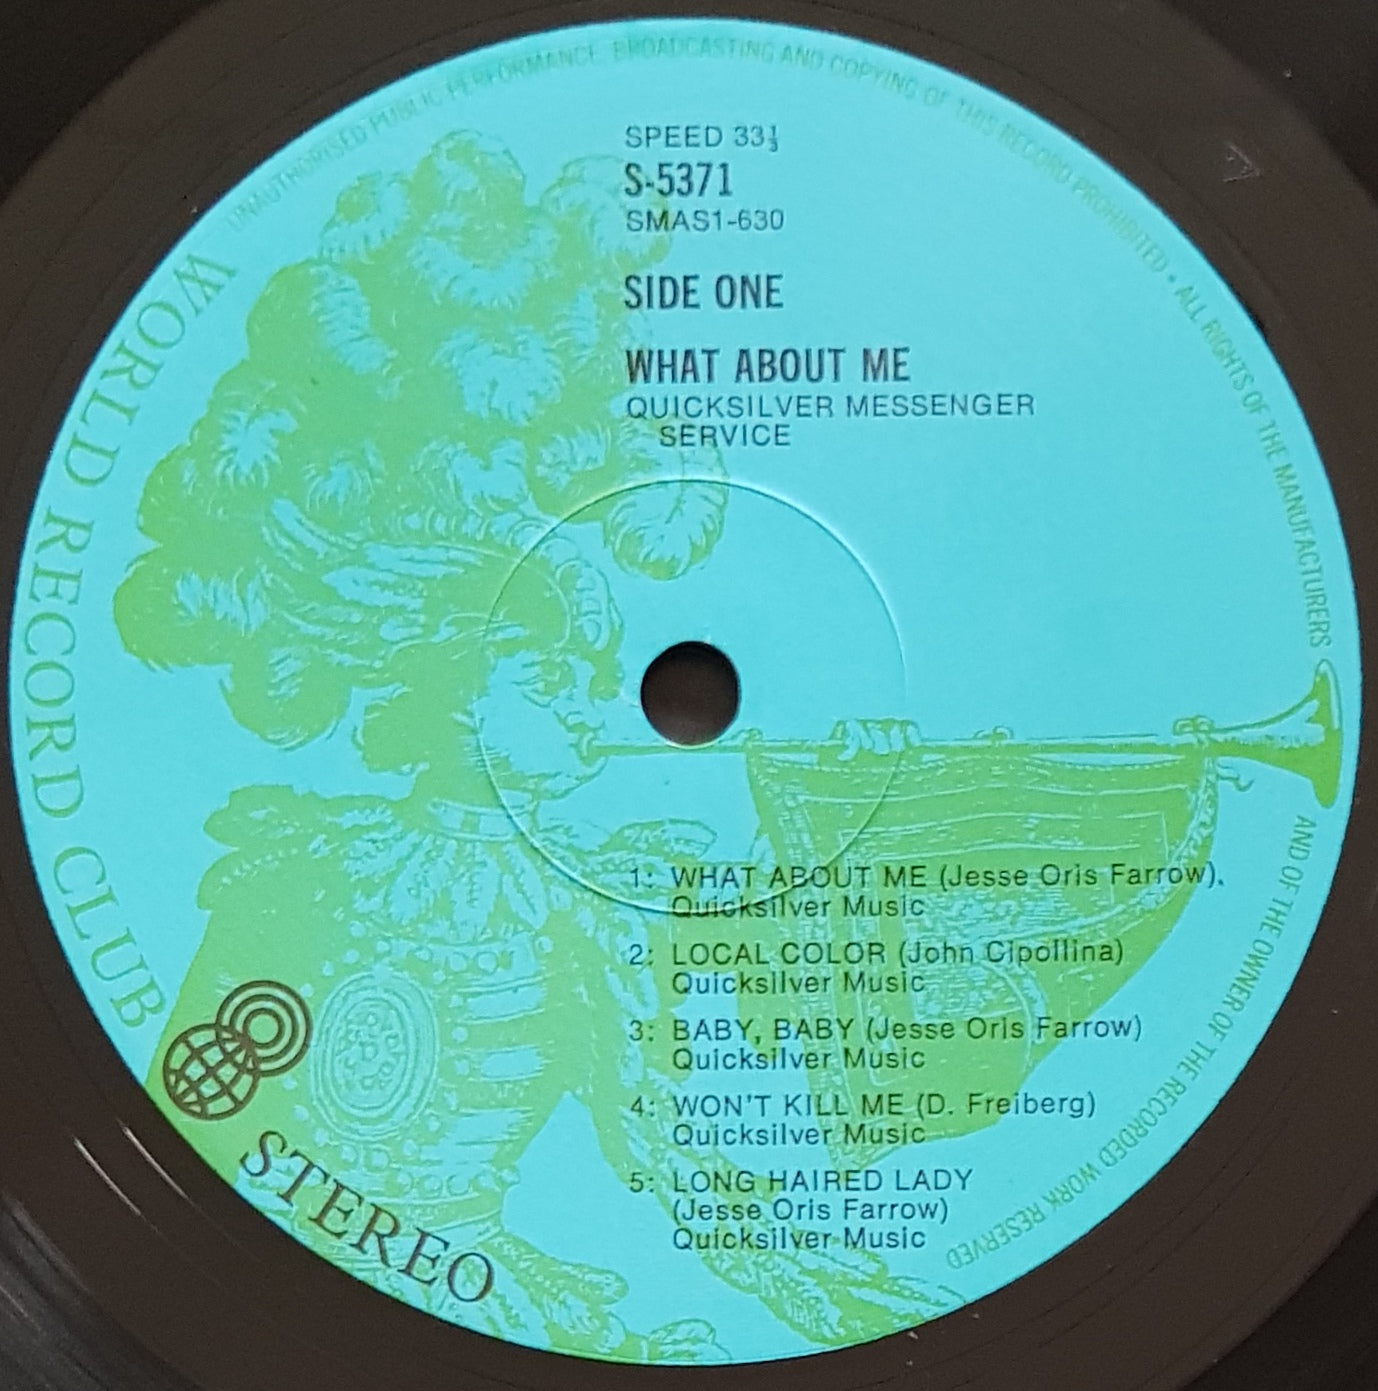 UNAUTHORISED PUBLIC PERFORMANCE, BROADCASTING AND COPYING OF THIS RECORD PROHIBITED • ALL RIGHTS OF THE MANUFACTURERS
AND OF THE OWNER OF THE RECORDED WORK RESERVED
WORLD RECORD CLUB
STEREO
SPEED 33⅓
S-5371
SMAS1-630
SIDE ONE
WHAT ABOUT ME
QUICKSILVER MESSENGER
SERVICE
1: WHAT ABOUT ME (Jesse Oris Farrow).
Quicksilver Music
2: LOCAL COLOR (John Cipollina)
Quicksilver Music
3: BABY, BABY (Jesse Oris Farrow)
Quicksilver Music
4: WON'T KILL ME (D. Freiberg)
Quicksilver Music
5: LONG HAIRED LADY
(Jesse Oris Farrow)
Quicksilver Music